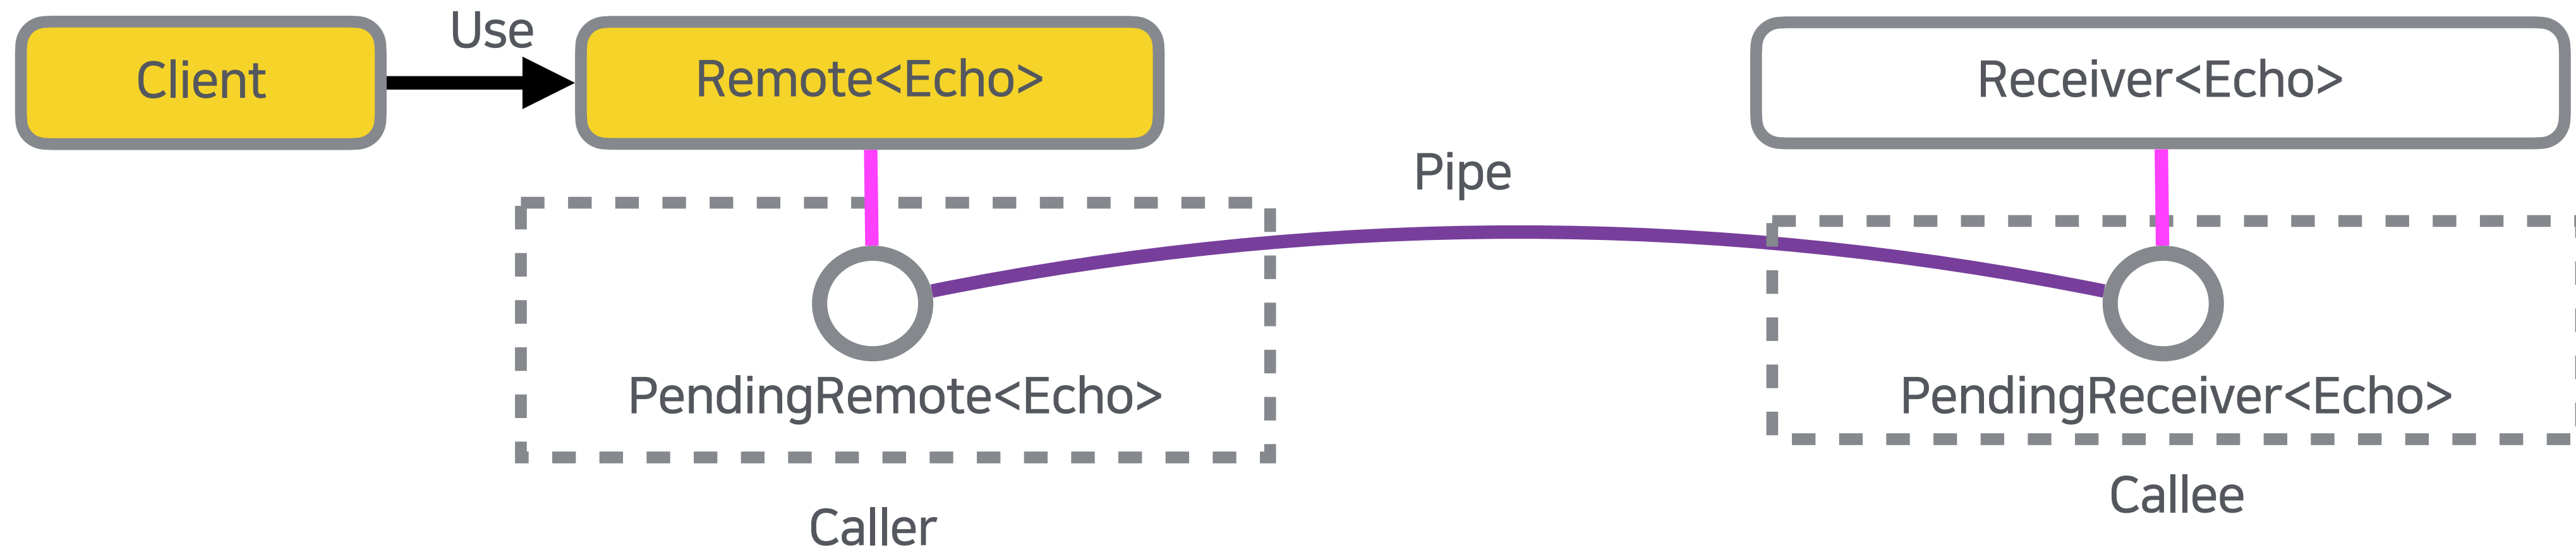 Use
Client
Remote<Echo>
Receiver<Echo>
Pipe
PendingRemote<Echo>
PendingReceiver<Echo>
Caller
Callee